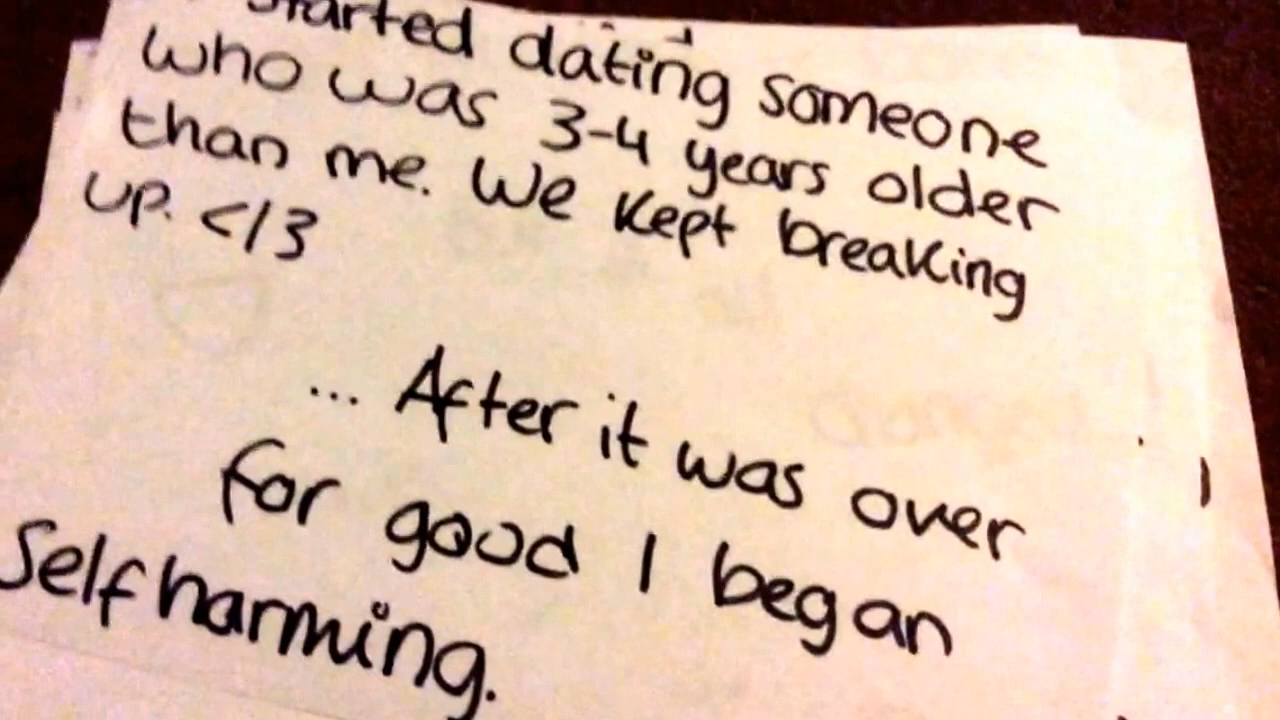 started dating someone
who was 3-4 years older
than me. We kept breaking
up. </3
... After it was over
for good I began
Selfharming.